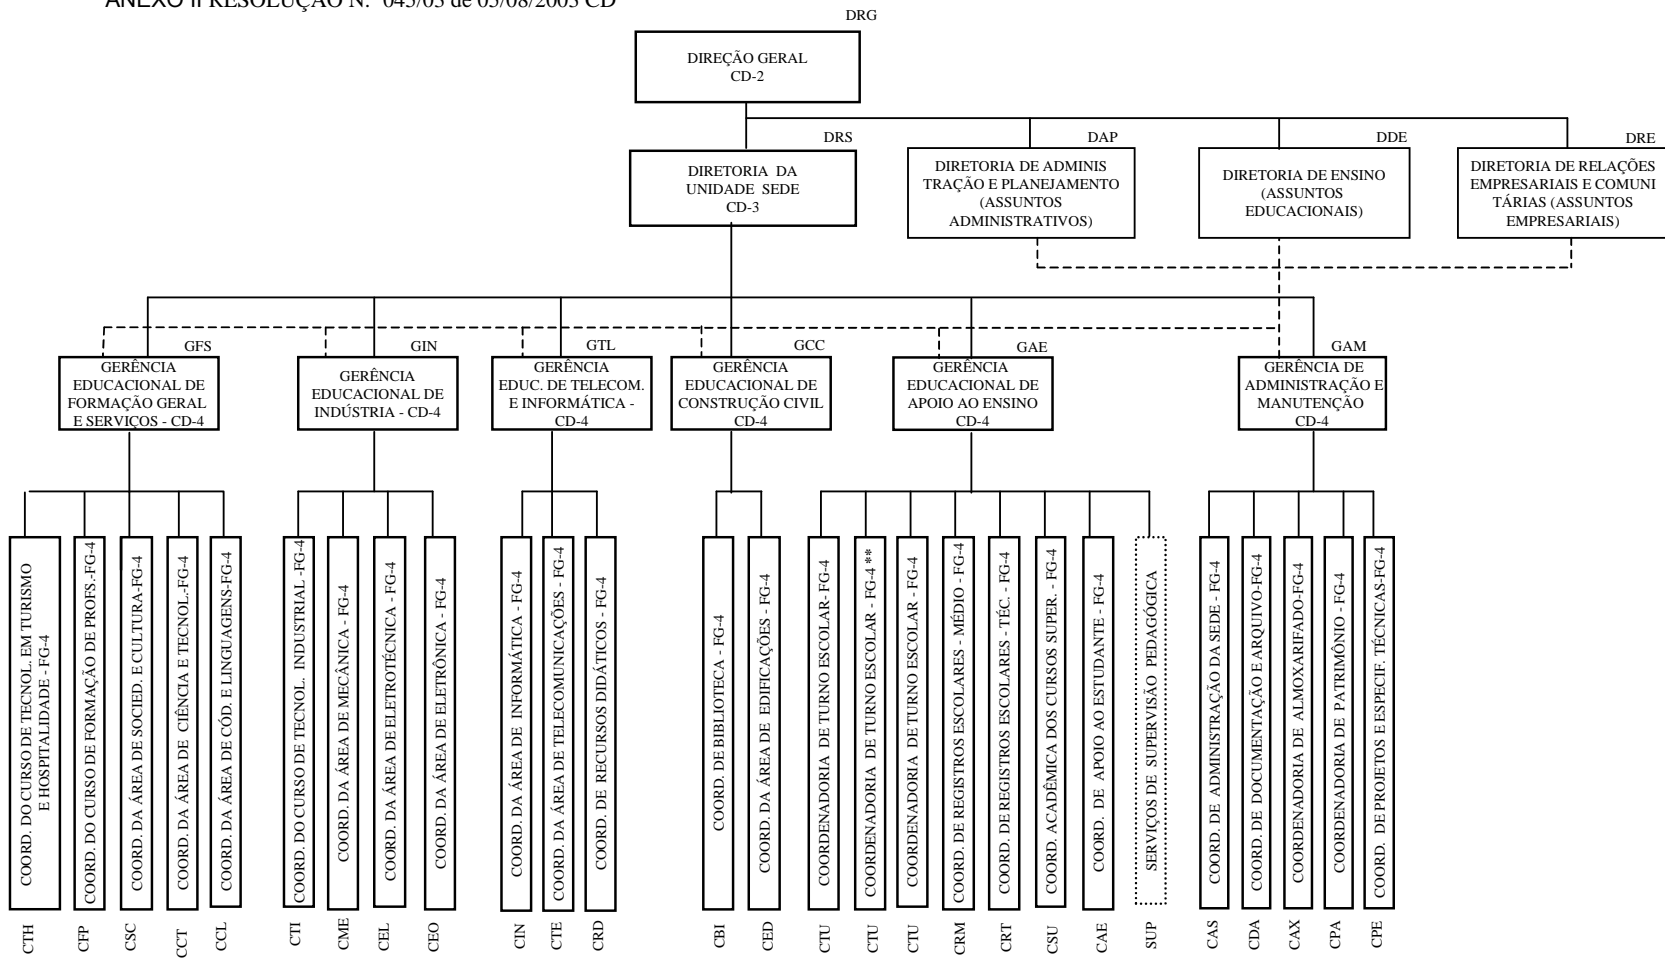 ANEXO II RESOLUÇÃO N.º 045/03 de 05/08/2003 CD
DRG
DIREÇÃO GERAL
CD-2
DRS
DIRETORIA DA
UNIDADE SEDE
CD-3
DAP
DIRETORIA DE ADMINIS
TRAÇÃO E PLANEJAMENTO
(ASSUNTOS
ADMINISTRATIVOS)
DDE
DIRETORIA DE ENSINO
(ASSUNTOS
EDUCACIONAIS)
DRE
DIRETORIA DE RELAÇÕES
EMPRESARIAIS E COMUNI
TÁRIAS (ASSUNTOS
EMPRESARIAIS)
GFS
GERÊNCIA
EDUCACIONAL DE
FORMAÇÃO GERAL
E SERVIÇOS - CD-4
GIN
GERÊNCIA
EDUCACIONAL DE
INDÚSTRIA - CD-4
GTL
GERÊNCIA
EDUC. DE TELECOM.
E INFORMÁTICA -
CD-4
GCC
GERÊNCIA
EDUCACIONAL DE
CONSTRUÇÃO CIVIL
CD-4
GAE
GERÊNCIA
EDUCACIONAL DE
APOIO AO ENSINO
CD-4
GAM
GERÊNCIA DE
ADMINISTRAÇÃO E
MANUTENÇÃO
CD-4
COORD. DO CURSO DE TECNOL. EM TURISMO
E HOSPITALIDADE - FG-4
COORD. DO CURSO DE FORMAÇÃO DE PROFS.-FG-4
COORD. DA ÁREA DE SOCIED. E CULTURA-FG-4
COORD. DA ÁREA DE CIÊNCIA E TECNOL.-FG-4
COORD. DA ÁREA DE CÓD. E LINGUAGENS-FG-4
COORD. DO CURSO DE TECNOL. INDUSTRIAL -FG-4
COORD. DA ÁREA DE MECÂNICA - FG-4
COORD. DA ÁREA DE ELETROTÉCNICA - FG-4
COORD. DA ÁREA DE ELETRÔNICA - FG-4
COORD. DA ÁREA DE INFORMÁTICA - FG-4
COORD. DA ÁREA DE TELECOMUNICAÇÕES - FG-4
COORD. DE RECURSOS DIDÁTICOS - FG-4
COORD. DE BIBLIOTECA - FG-4
COORD. DA ÁREA DE EDIFICAÇÕES - FG-4
COORDENADORIA DE TURNO ESCOLAR- FG-4
COORDENADORIA DE TURNO ESCOLAR - FG-4 **
COORDENADORIA DE TURNO ESCOLAR - FG-4
COORD. DE REGISTROS ESCOLARES - MÉDIO - FG-4
COORD. DE REGISTROS ESCOLARES - TÉC. - FG-4
COORD. ACADÊMICA DOS CURSOS SUPER. - FG-4
COORD. DE APOIO AO ESTUDANTE - FG-4
SERVIÇOS DE SUPERVISÃO PEDAGÓGICA
COORD. DE ADMINISTRAÇÃO DA SEDE - FG-4
COORD. DE DOCUMENTAÇÃO E ARQUIVO-FG-4
COORDENADORIA DE ALMOXARIFADO-FG-4
COORDENADORIA DE PATRIMÔNIO - FG-4
COORD. DE PROJETOS E ESPECIF. TÉCNICAS-FG-4
CTH
CFP
CSC
CCT
CCL
CTI
CME
CEL
CEO
CIN
CTE
CRD
CBI
CED
CTU
CTU
CTU
CRM
CRT
CSU
CAE
SUP
CAS
CDA
CAX
CPA
CPE